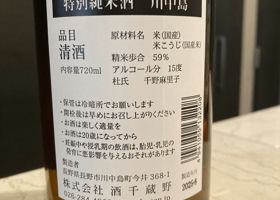 特別純米酒 川中島
品目
清酒
内容量720ml
原材料名 米(国産)
米こうじ(国産米)
精米歩合 59%
アルコール分 15度
杜氏 千野麻里子
・保管は冷暗所でお願いします
・開栓後は早めにお召し上がりください
・お酒は楽しく適量を
・お酒は20歳になってから
・妊娠中や授乳期の飲酒は、胎児・乳児の
発育に悪影響を与えるおそれがあります
製造者
長野県長野市川中島町今井368-1
株式会社 酒千蔵野
026-284-
製造年月